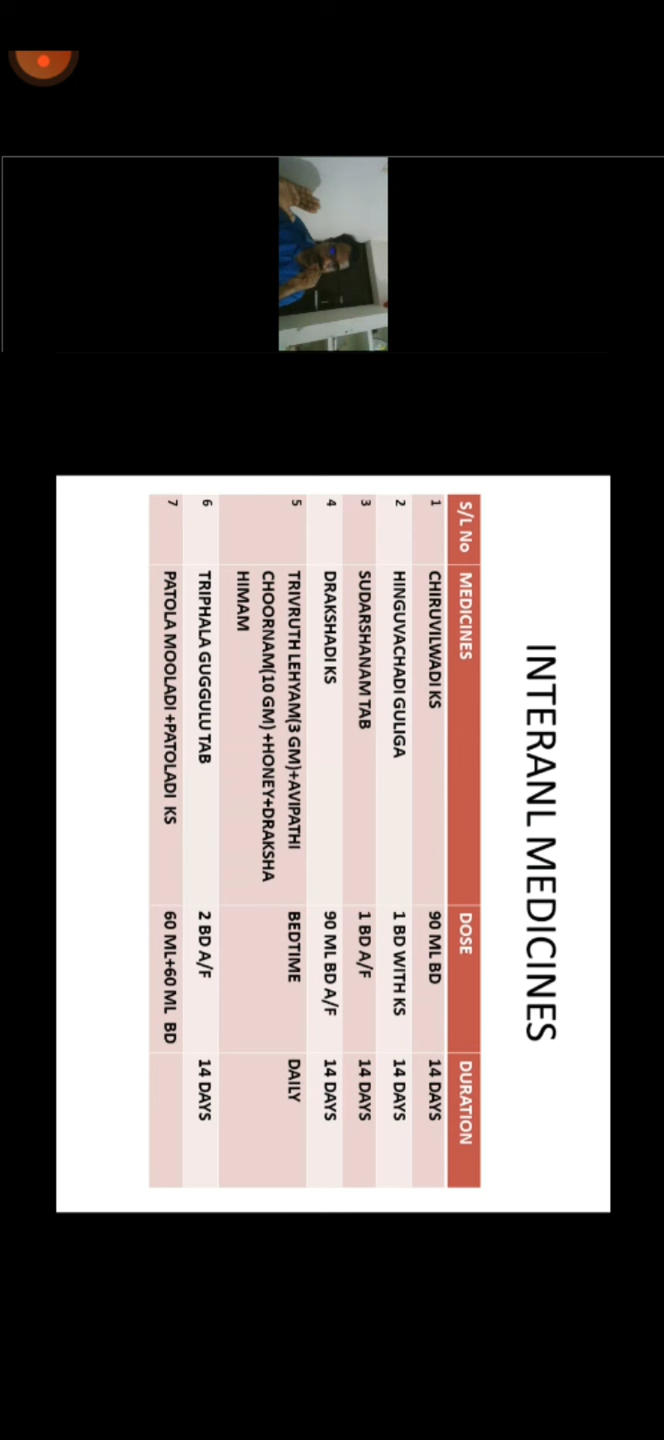 INTERANL MEDICINES
S/L No MEDICINES DOSE DURATION
1 CHIRUVILWADI KS 90 ML BD 14 DAYS
2 HINGUVACHADI GULIGA 1 BD WITH KS 14 DAYS
3 SUDARSHANAM TAB 1 BD A/F 14 DAYS
4 DRAKSHADI KS 90 ML BD A/F 14 DAYS
5 TRIVRUTH LEHYAM(3 GM)+AVIPATHI BEDTIME DAILY
CHOORNAM(10 GM) +HONEY+DRAKSHA
HIMAM
6 TRIPHALA GUGGULU TAB 2 BD A/F 14 DAYS
7 PATOLA MOOLADI +PATOLADI KS 60 ML+60 ML BD